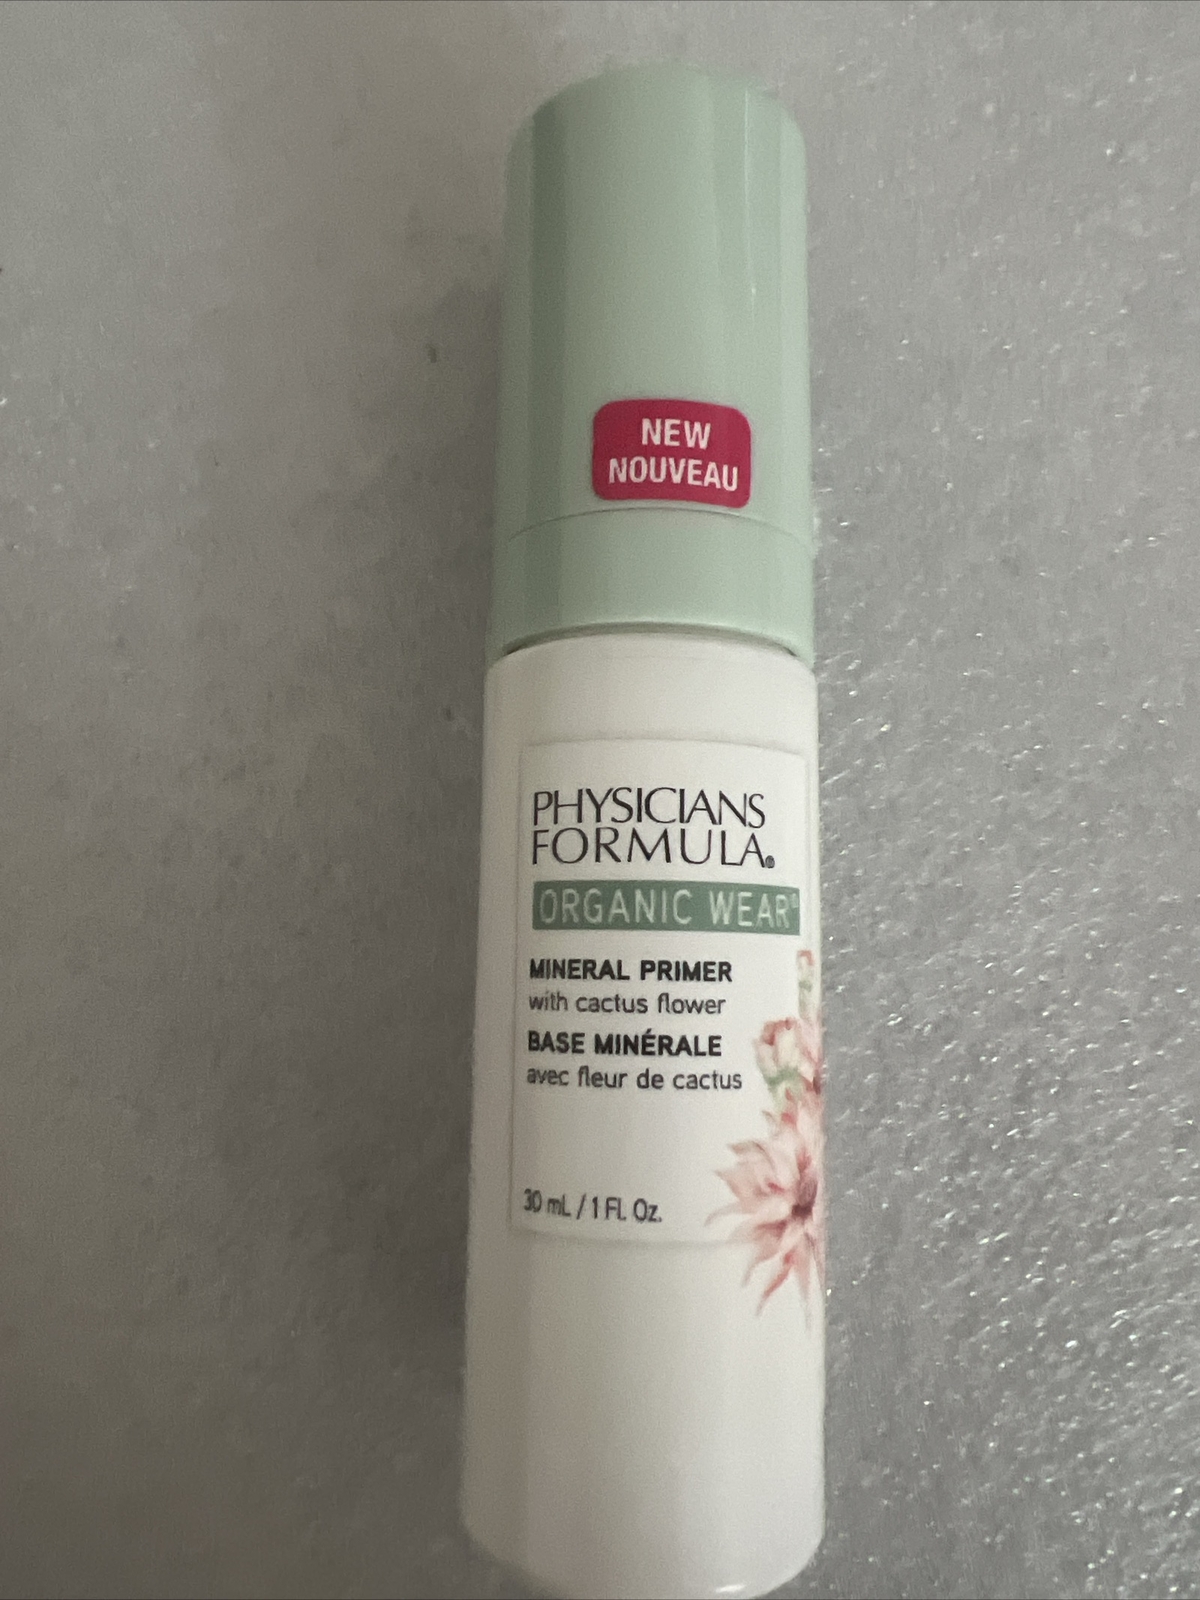 NEW
NOUVEAU
PHYSICIANS
FORMULA®
ORGANIC WEAR®
MINERAL PRIMER
with cactus flower
BASE MINÉRALE
avec fleur de cactus
30 mL / 1 FL. Oz.